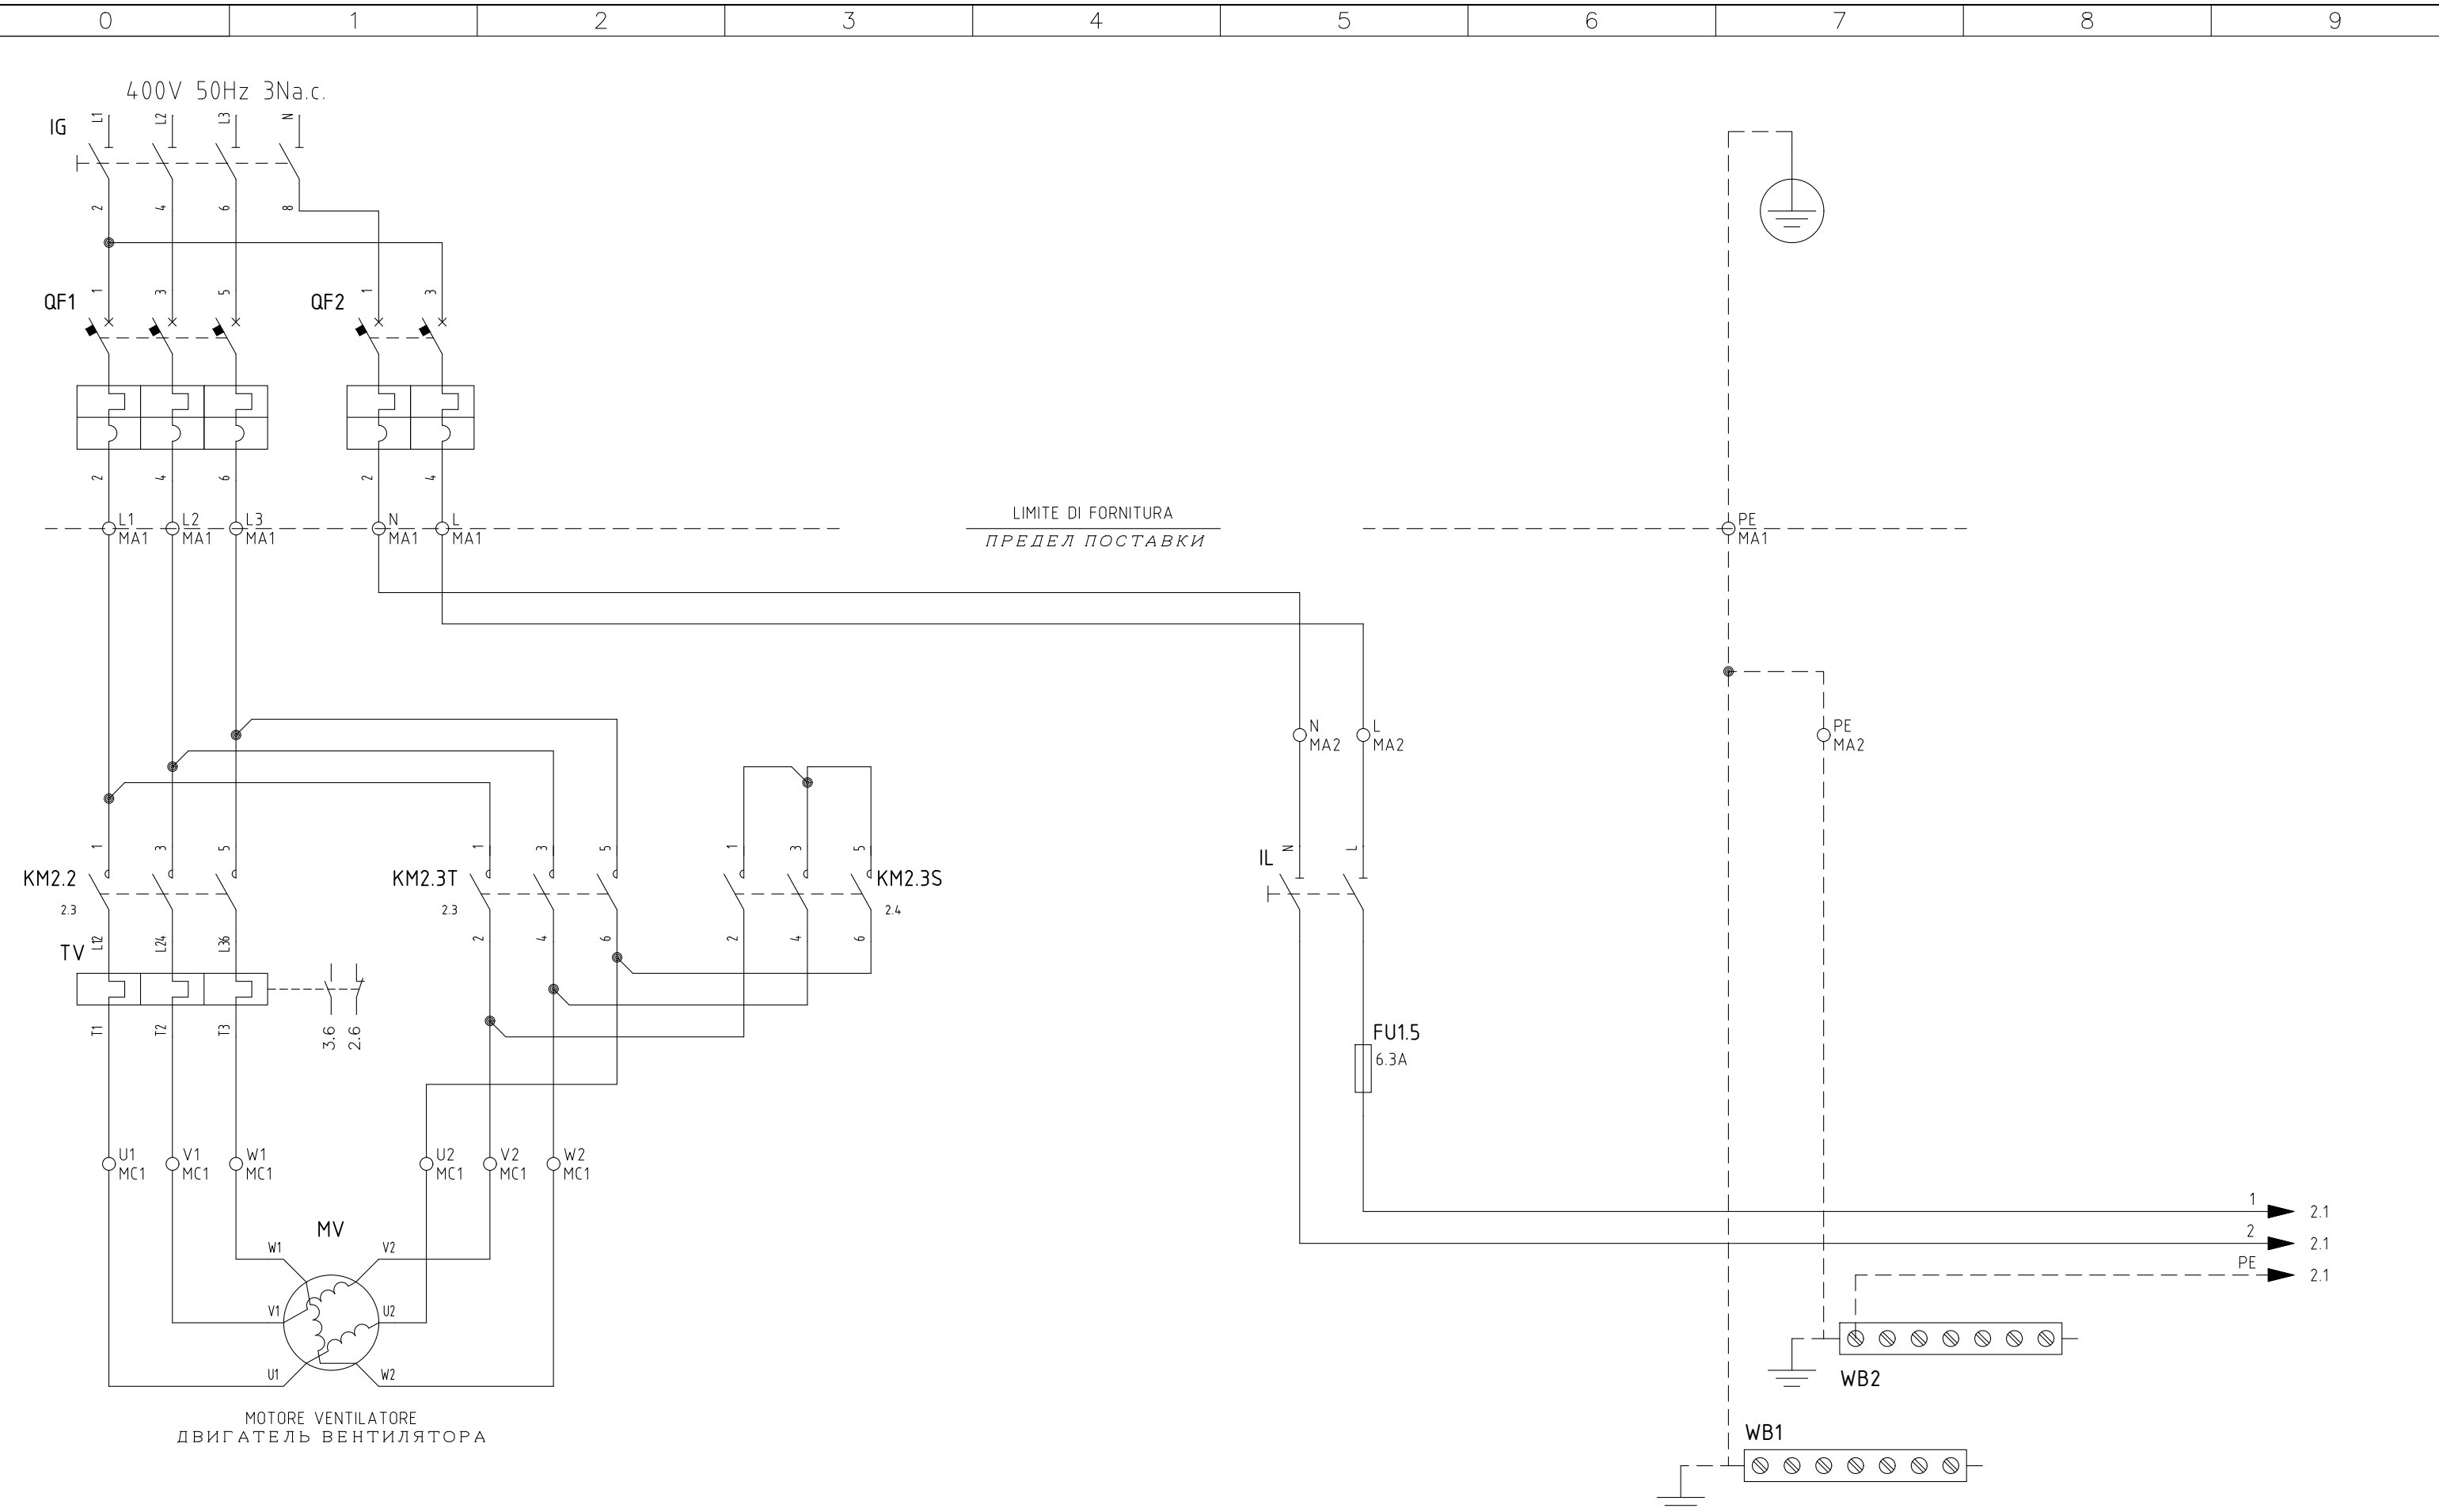 0 1 2 3 4 5 6 7 8 9
400V 50Hz 3Na.c.
IG L1 L2 L3 N
2 4 6 8
QF1 1 3 5 QF2 1 3
2 4 6 2 4
L1 L2 L3 N L PE
MA1 MA1 MA1 MA1 MA1 MA1
LIMITE DI FORNITURA
ПРЕДЕЛ ПОСТАВКИ
N L PE
MA2 MA2 MA2
1 3 5 1 3 5 1 3 5 N L
KM2.2 KM2.3T KM2.3S IL
2.3 2.3 2.4
L12 L24 L36 2 4 6 2 4 6
TV
T1 T2 T3 3.6 2.6
FU1.5
6.3A
U1 V1 W1 U2 V2 W2
MC1 MC1 MC1 MC1 MC1 MC1
1 2.1
2 2.1
PE 2.1
MV
W1 V2
V1 U2
U1 W2
WB2
MOTORE VENTILATORE
ДВИГАТЕЛЬ ВЕНТИЛЯТОРА
WB1